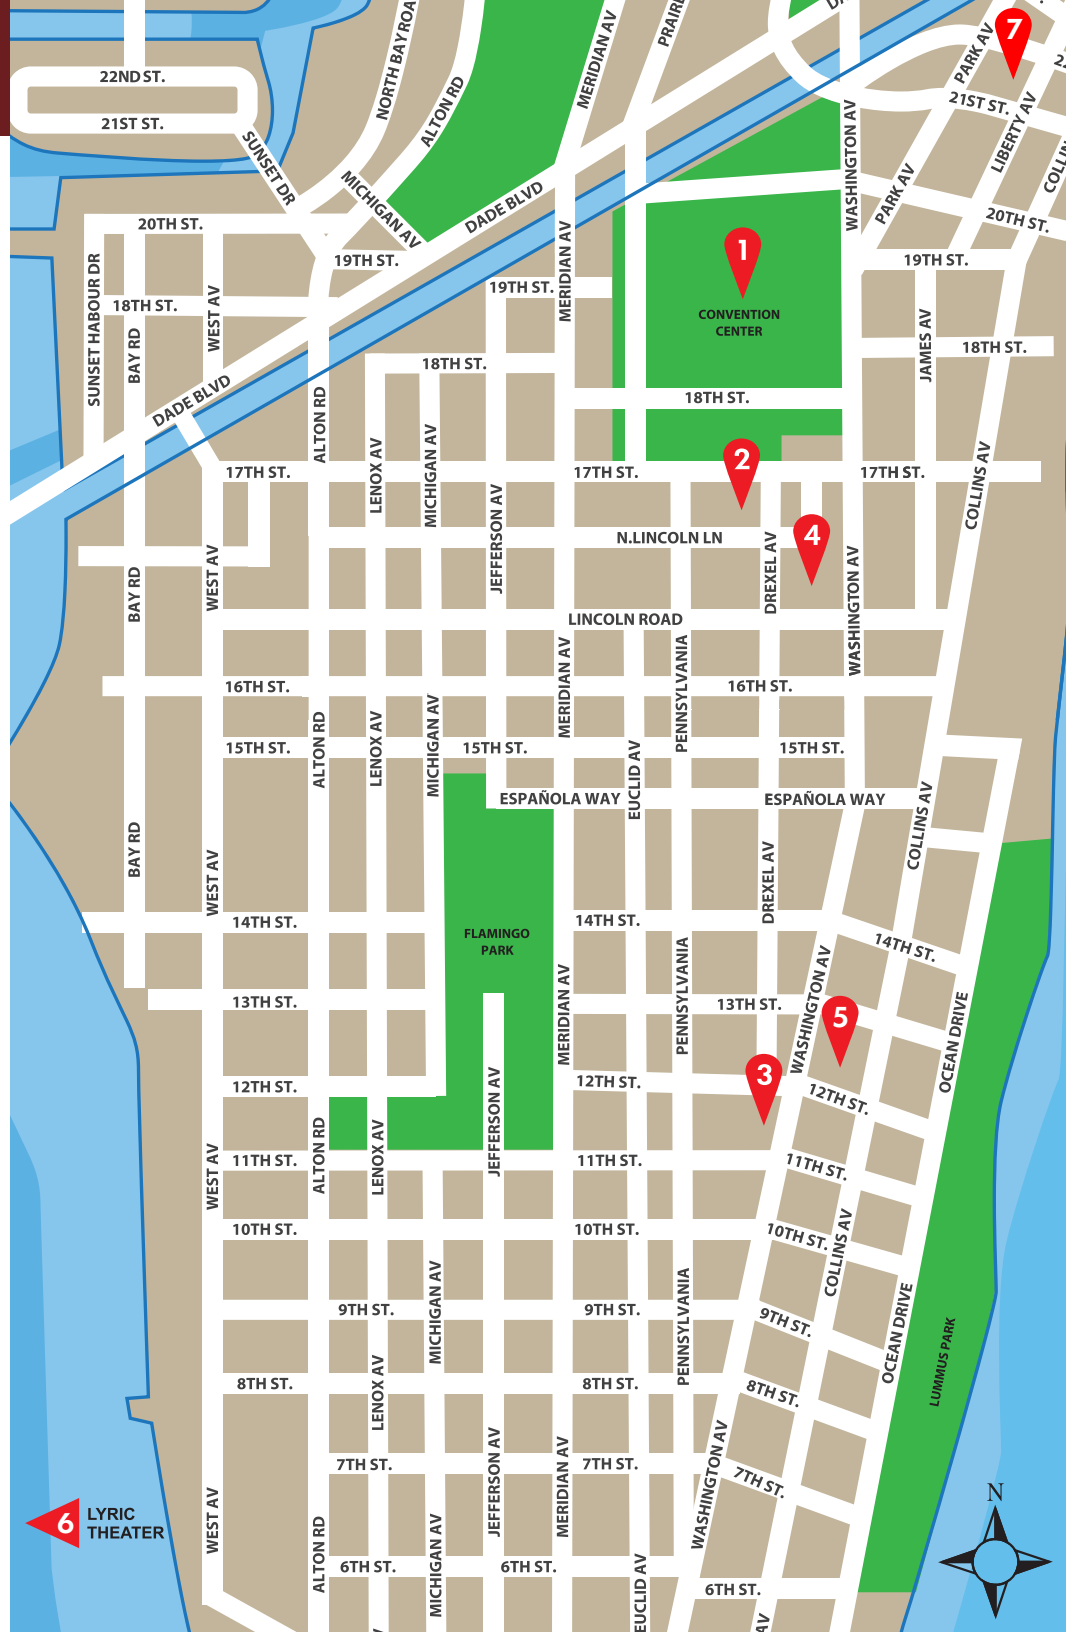 NORTH BAY ROA
ALTON RD
MERIDIAN AV
PRAIRI
DA
PARK AV
7
22ND ST.
21ST ST.
21ST ST.
LIBERTY AV
COLLIN
SUNSET DR
MICHIGAN AV
DADE BLVD
WASHINGTON AV
PARK AV
20TH ST.
20TH ST.
19TH ST.
19TH ST.
19TH ST.
MERIDIAN AV
1
CONVENTION
CENTER
SUNSET HABOUR DR
18TH ST.
BAY RD
WEST AV
18TH ST.
JAMES AV
18TH ST.
DADE BLVD
ALTON RD
18TH ST.
LENOX AV
MICHIGAN AV
17TH ST.
17TH ST.
2
17TH ST.
COLLINS AV
JEFFERSON AV
N.LINCOLN LN
DREXEL AV
4
BAY RD
WEST AV
WASHINGTON AV
LINCOLN ROAD
16TH ST.
MERIDIAN AV
PENNSYLVANIA
16TH ST.
15TH ST.
ALTON RD
LENOX AV
MICHIGAN AV
15TH ST.
EUCLID AV
15TH ST.
ESPAÑOLA WAY
ESPAÑOLA WAY
COLLINS AV
BAY RD
WEST AV
DREXEL AV
14TH ST.
FLAMINGO
PARK
14TH ST.
14TH ST.
13TH ST.
MERIDIAN AV
PENNSYLVANIA
13TH ST.
WASHINGTON AV
5
OCEAN DRIVE
12TH ST.
JEFFERSON AV
12TH ST.
3
12TH ST.
WEST AV
11TH ST.
ALTON RD
LENOX AV
11TH ST.
11TH ST.
10TH ST.
10TH ST.
10TH ST.
COLLINS AV
9TH ST.
MICHIGAN AV
9TH ST.
PENNSYLVANIA
9TH ST.
OCEAN DRIVE
LUMMUS PARK
8TH ST.
LENOX AV
8TH ST.
8TH ST.
7TH ST.
JEFFERSON AV
MERIDIAN AV
7TH ST.
WASHINGTON AV
7TH ST.
N
6
LYRIC
THEATER
WEST AV
ALTON RD
6TH ST.
MICHIGAN AV
6TH ST.
EUCLID AV
6TH ST.
AV